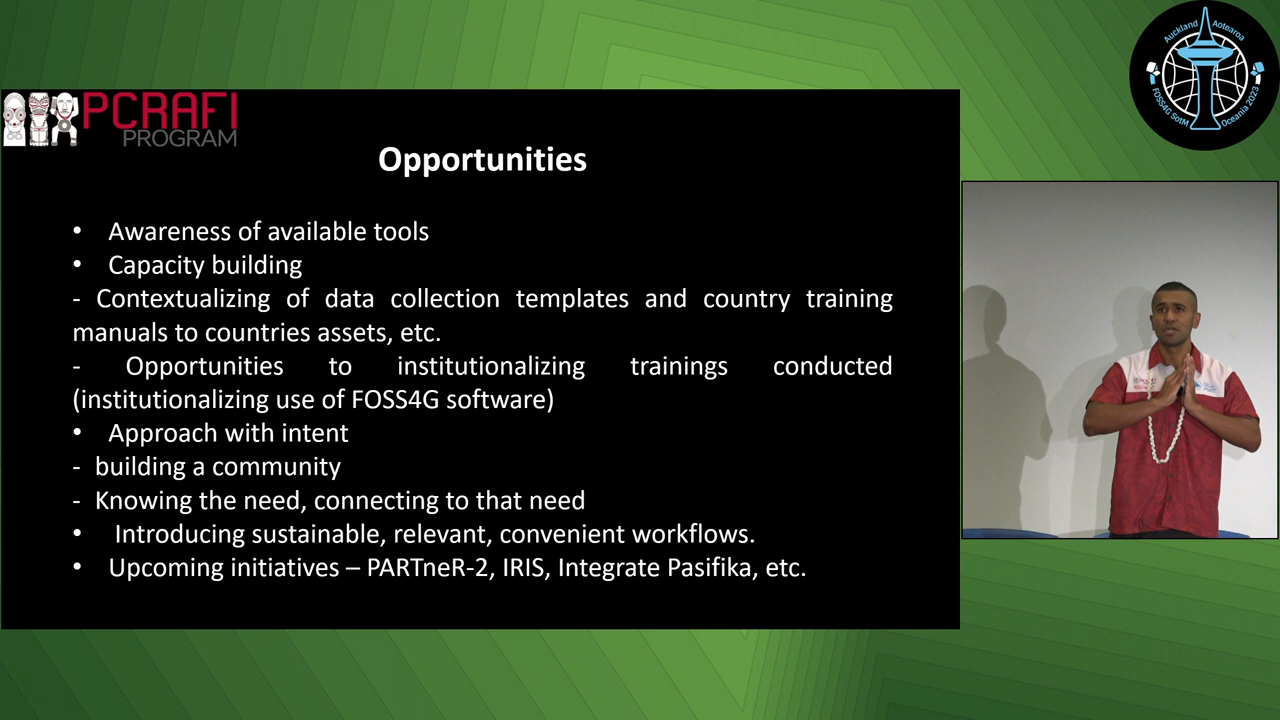 PCRAFI
PROGRAM
Opportunities
• Awareness of available tools
• Capacity building
- Contextualizing of data collection templates and country training
manuals to countries assets, etc.
- Opportunities to institutionalizing trainings conducted
(institutionalizing use of FOSS4G software)
• Approach with intent
- building a community
- Knowing the need, connecting to that need
• Introducing sustainable, relevant, convenient workflows.
• Upcoming initiatives – PARTneR-2, IRIS, Integrate Pasifika, etc.
Auckland Aotearoa
FOSS4G SotM Oceania 2023